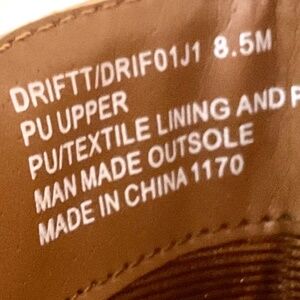 DRIFTT/DRIF01J1 8.5M
PU UPPER
PU/TEXTILE LINING AND
MAN MADE OUTSOLE
MADE IN CHINA 1170